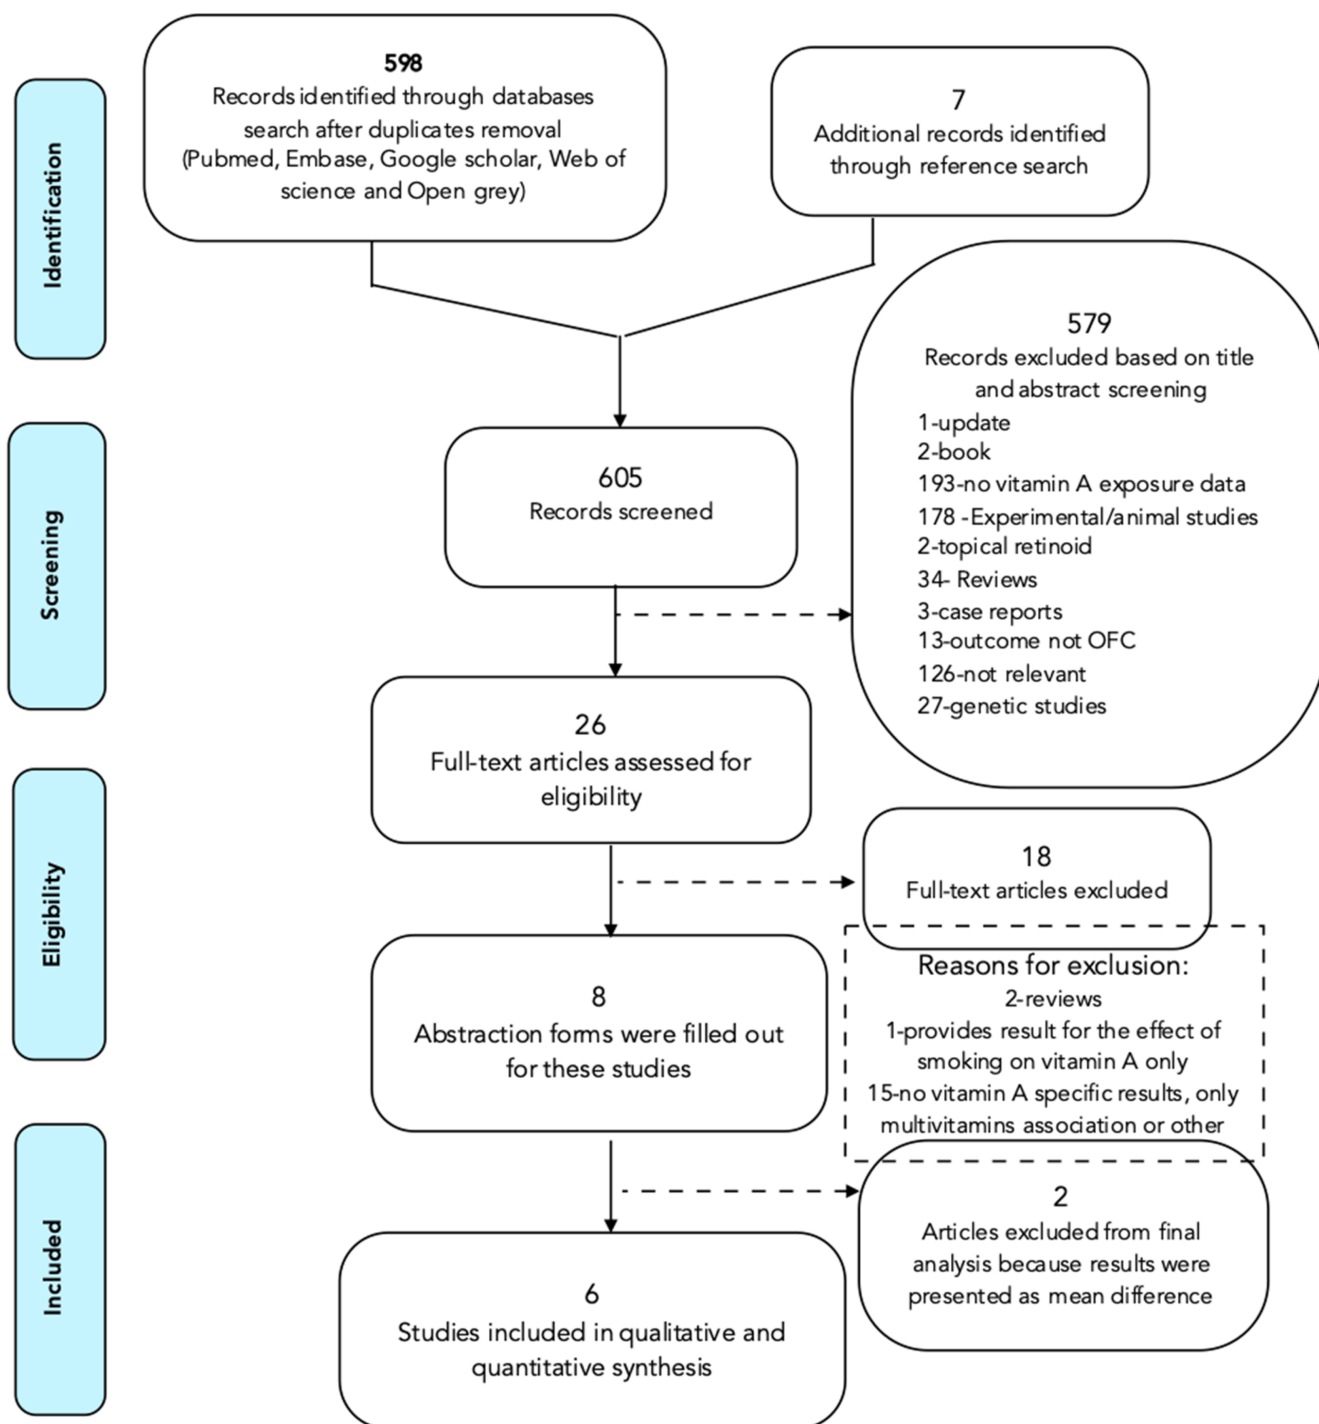 598
Records identified through databases
search after duplicates removal
(Pubmed, Embase, Google scholar, Web of
science and Open grey)
7
Additional records identified
through reference search
Identification
579
Records excluded based on title
and abstract screening
1-update
2-book
193-no vitamin A exposure data
178 -Experimental/animal studies
2-topical retinoid
34- Reviews
3-case reports
13-outcome not OFC
126-not relevant
27-genetic studies
605
Records screened
Screening
26
Full-text articles assessed for
eligibility
18
Full-text articles excluded
Eligibility
Reasons for exclusion:
2-reviews
1-provides result for the effect of
smoking on vitamin A only
15-no vitamin A specific results, only
multivitamins association or other
8
Abstraction forms were filled out
for these studies
2
Articles excluded from final
analysis because results were
presented as mean difference
Included
6
Studies included in qualitative and
quantitative synthesis